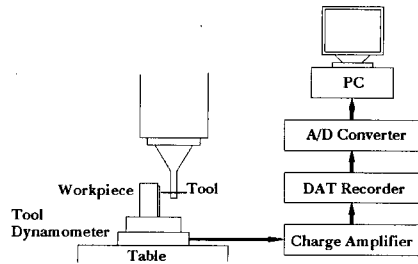 PC
A/D Converter
Workpiece
Tool
DAT Recorder
Tool
Dynamometer
Charge Amplifier
Table